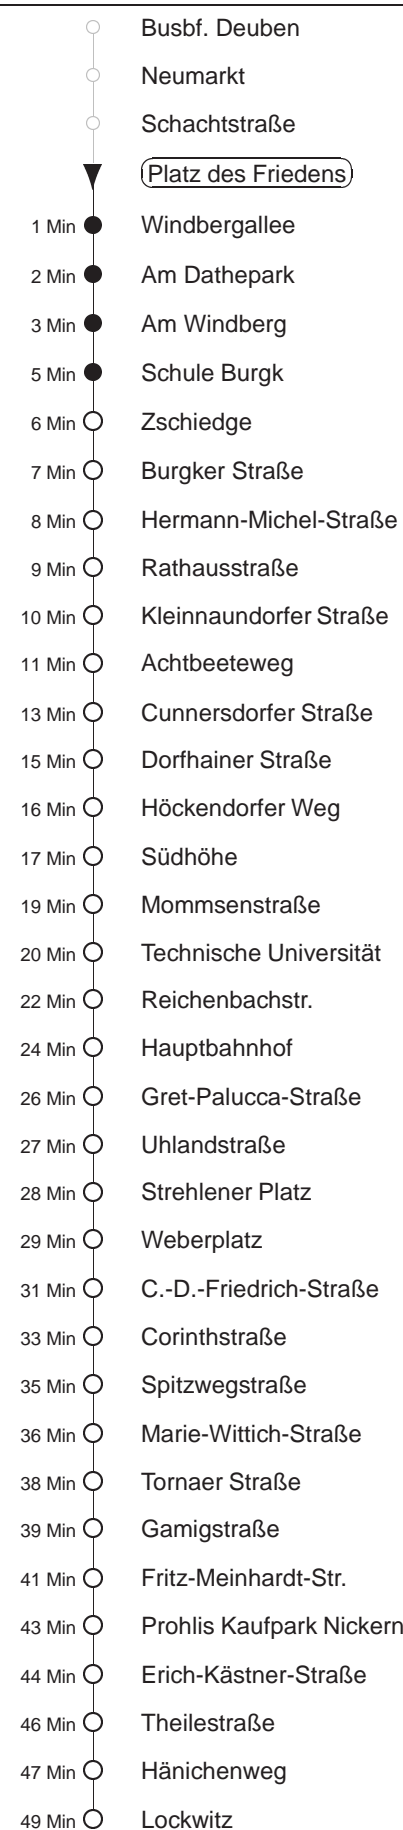 Busbf. Deuben
Neumarkt
Schachtstraße
Platz des Friedens
1 Min Windbergallee
2 Min Am Dathepark
3 Min Am Windberg
5 Min Schule Burgk
6 Min Zschiedge
7 Min Burgker Straße
8 Min Hermann-Michel-Straße
9 Min Rathausstraße
10 Min Kleinnaundorfer Straße
11 Min Achtbeeteweg
13 Min Cunnersdorfer Straße
15 Min Dorfhainer Straße
16 Min Höckendorfer Weg
17 Min Südhöhe
19 Min Mommsenstraße
20 Min Technische Universität
22 Min Reichenbachstr.
24 Min Hauptbahnhof
26 Min Gret-Palucca-Straße
27 Min Uhlandstraße
28 Min Strehlener Platz
29 Min Weberplatz
31 Min C.-D.-Friedrich-Straße
33 Min Corinthstraße
35 Min Spitzwegstraße
36 Min Marie-Wittich-Straße
38 Min Tornaer Straße
39 Min Gamigstraße
41 Min Fritz-Meinhardt-Str.
43 Min Prohlis Kaufpark Nickern
44 Min Erich-Kästner-Straße
46 Min Theilestraße
47 Min Hänichenweg
49 Min Lockwitz